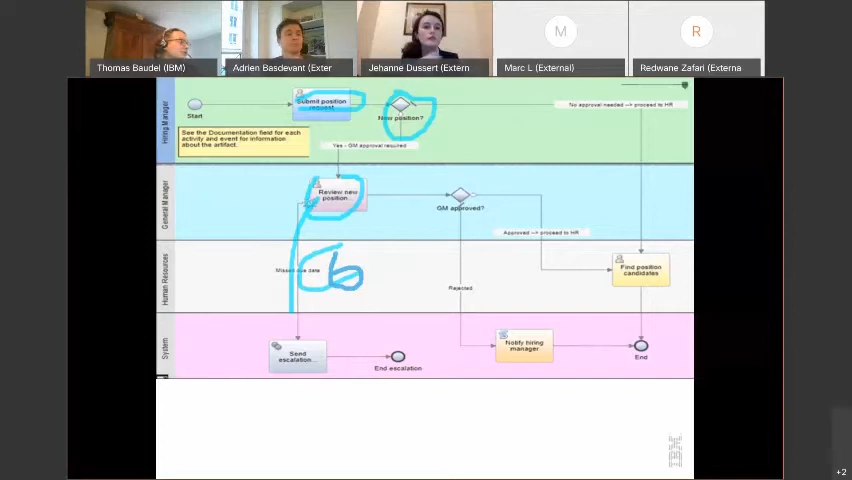 M
R
Thomas Baudel (IBM)
Adrien Basdevant (Exter
Jehanne Dussert (Extern
Marc L (External)
Redwane Zafari (Externa
Hiring Manager
Start
Submit position
request
New position?
No approval needed --> proceed to HR
See the Documentation field for each
activity and event for information
about the artifact.
Yes - GM approval required
General Manager
Review new
position...
GM approved?
Approved --> proceed to HR
Human Resources
Missed due date
Find position
candidates
Rejected
System
Send
escalation...
End escalation
Notify hiring
manager
End
IBM
+2